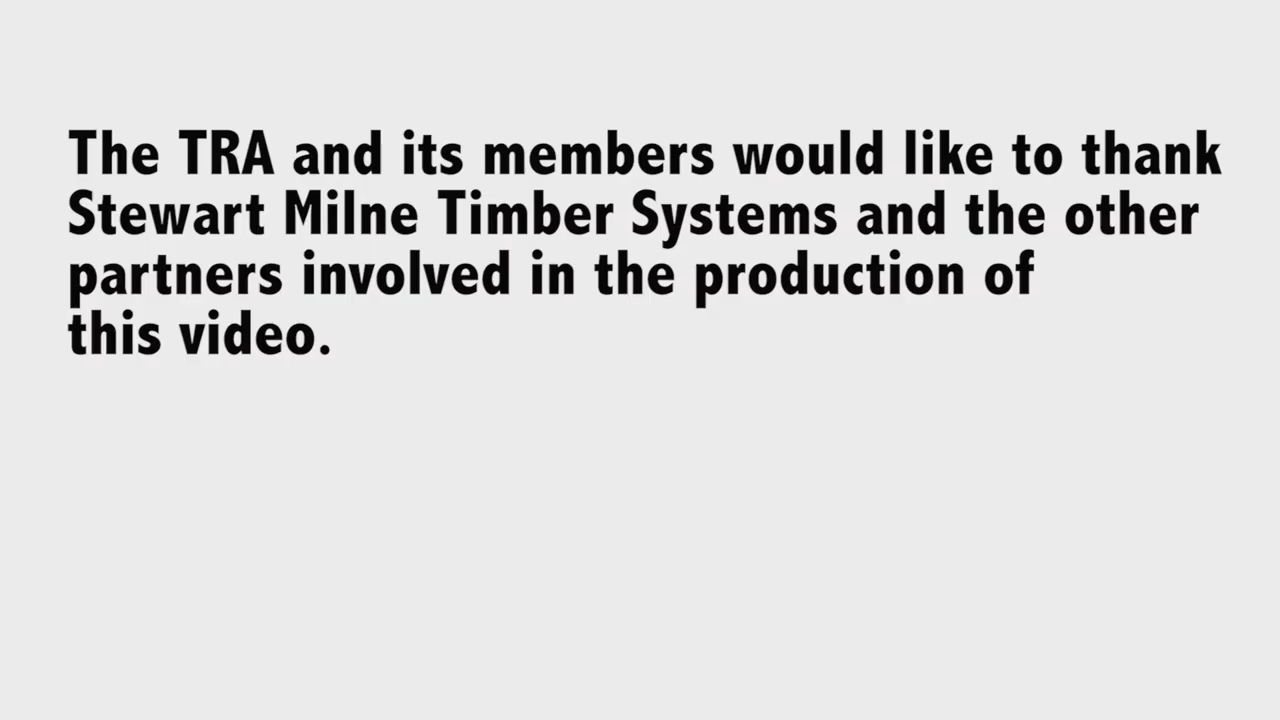 The TRA and its members would like to thank
Stewart Milne Timber Systems and the other
partners involved in the production of
this video.